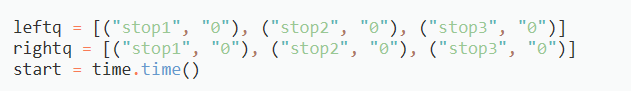 leftq = [("stop1", "0"), ("stop2", "0"), ("stop3", "0")]
rightq = [("stop1", "0"), ("stop2", "0"), ("stop3", "0")]
start = time.time()